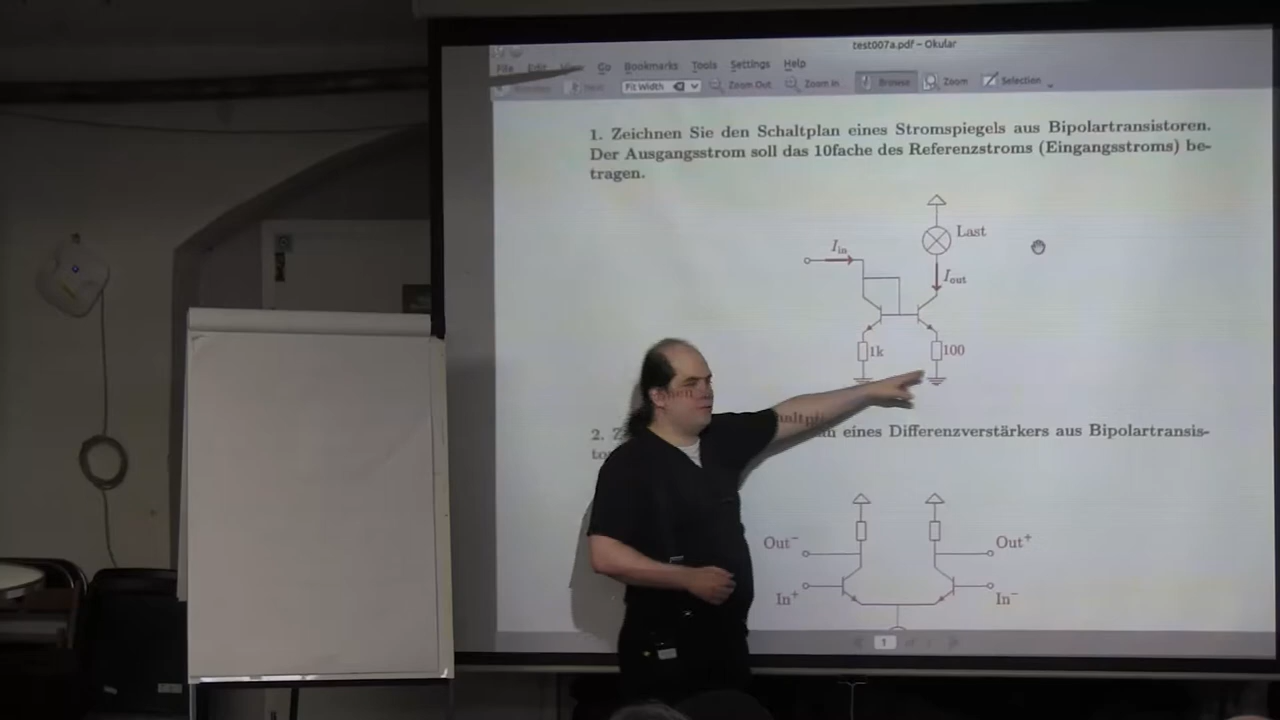 test007a.pdf – Okular
File Edit View Go Bookmarks Tools Settings Help
Fit Width Zoom Out Zoom In Browse Zoom Selection
1. Zeichnen Sie den Schaltplan eines Stromspiegels aus Bipolartransistoren.
Der Ausgangsstrom soll das 10fache des Referenzstroms (Eingangsstroms) be-
tragen.
Last
Iin
Iout
1k
100
2. eines Differenzverstärkers aus Bipolartransis-
Out⁻
Out⁺
In⁺
In⁻
1